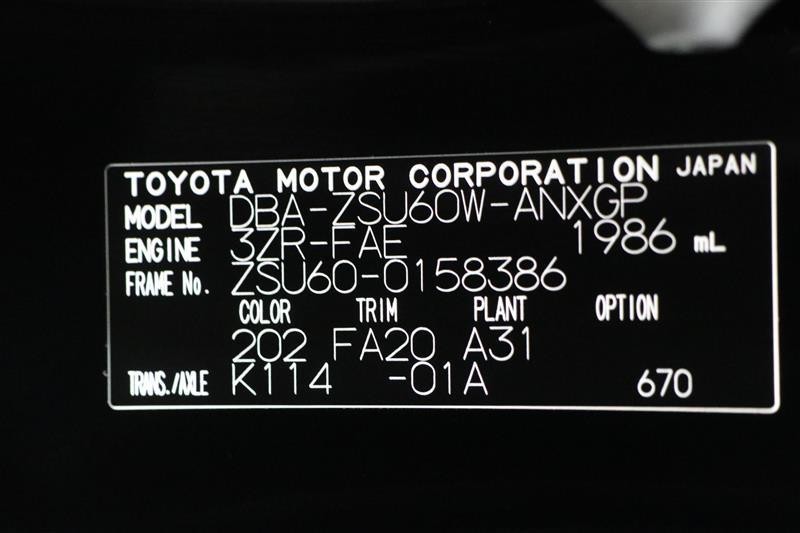 TOYOTA MOTOR CORPORATION JAPAN
MODEL DBA-ZSU60W-ANXGP
ENGINE 3ZR-FAE 1986 mL
FRAME No. ZSU60-0158386
COLOR TRIM PLANT OPTION
202 FA20 A31
TRANS./AXLE K114 -01A 670